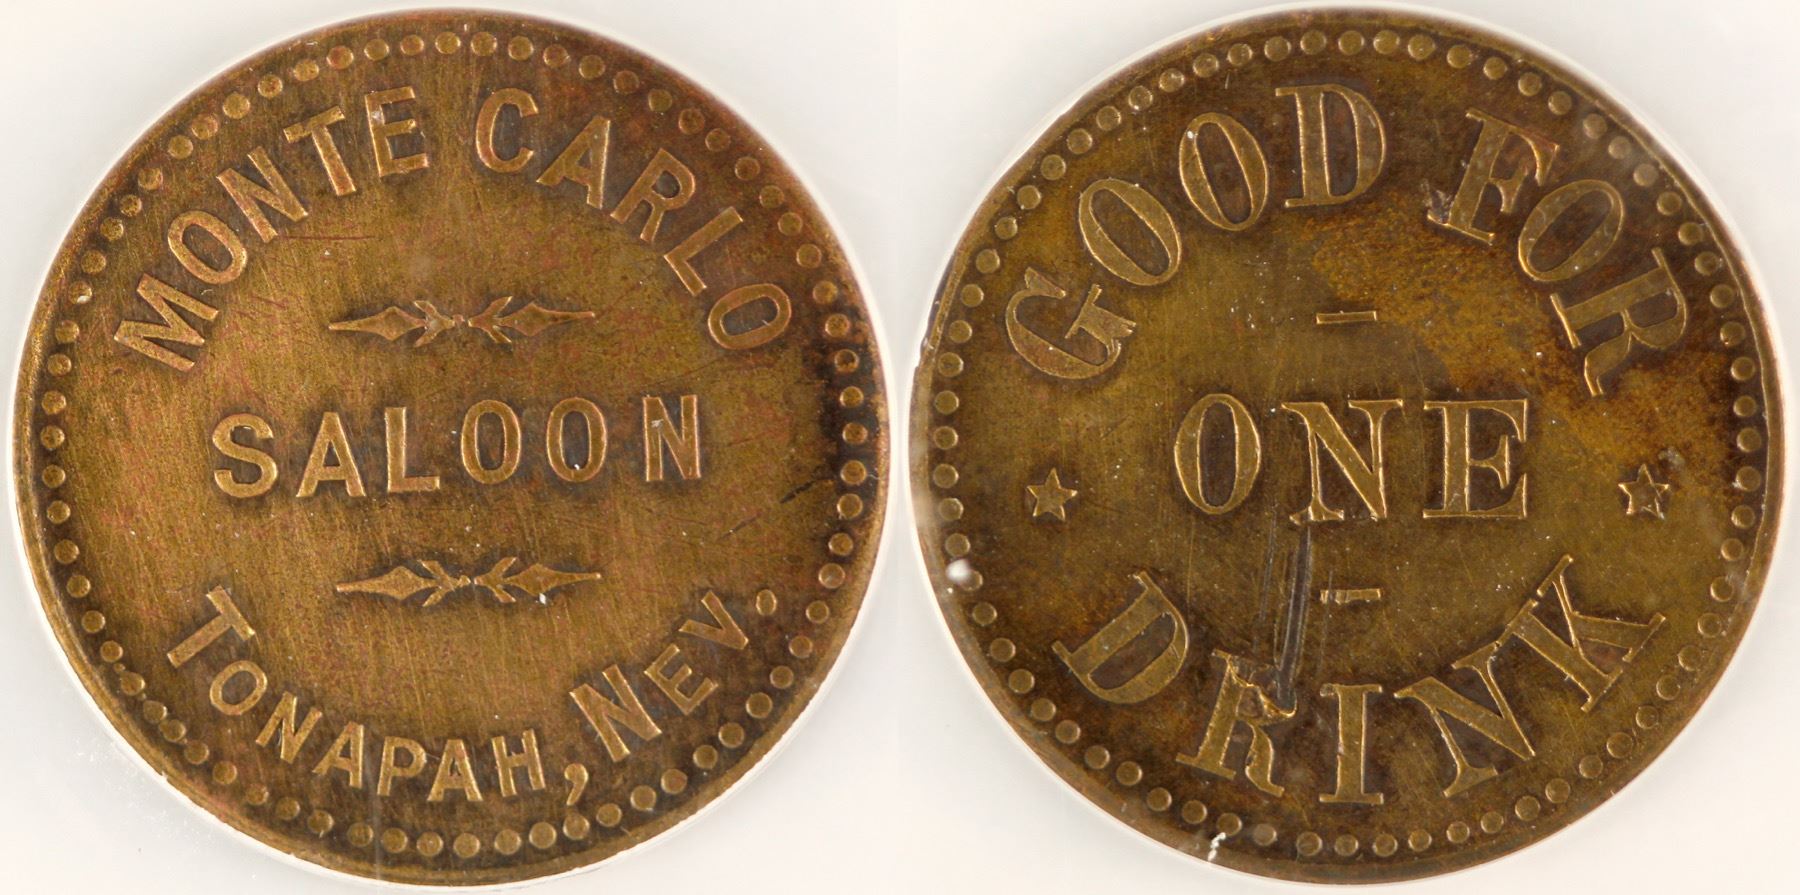 MONTE CARLO
SALOON
TONAPAH, NEV.
GOOD FOR
ONE
DRINK